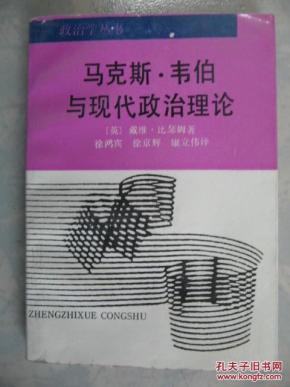 政治学丛书
马克斯·韦伯
与现代政治理论
[英] 戴维·比瑟姆著
徐鸿宾 徐京辉 康立伟译
ZHENGZHIXUE CONGSHU
孔夫子旧书网